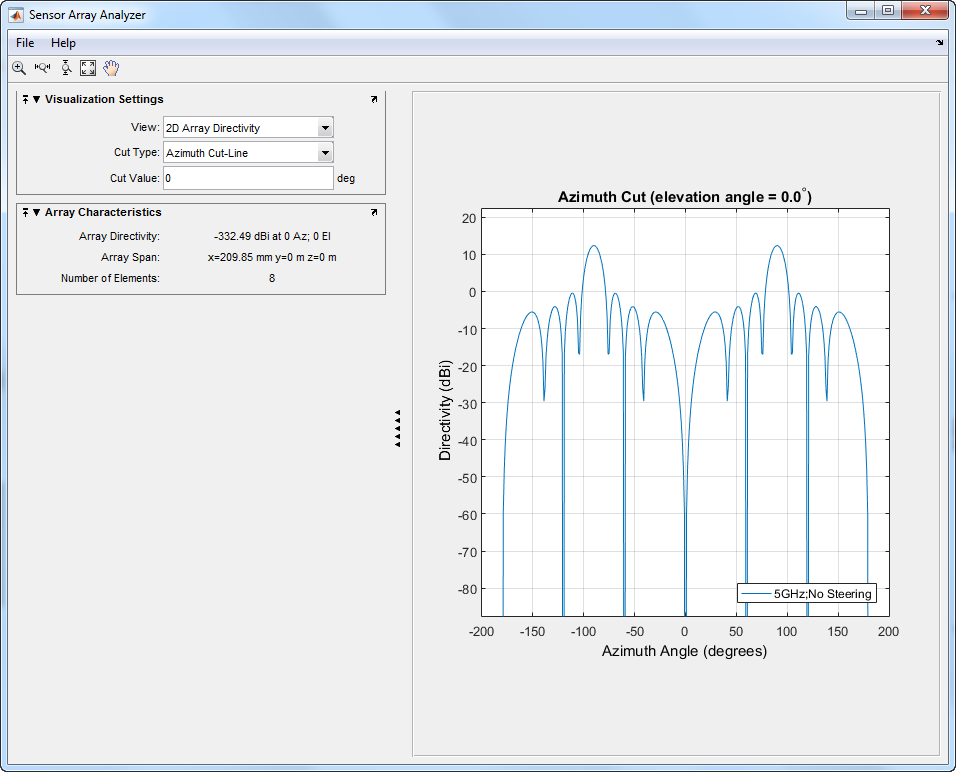 Sensor Array Analyzer
File Help
Visualization Settings
View: 2D Array Directivity
Cut Type: Azimuth Cut-Line
Cut Value: 0 deg
Array Characteristics
Array Directivity: -332.49 dBi at 0 Az; 0 El
Array Span: x=209.85 mm y=0 m z=0 m
Number of Elements: 8
Azimuth Cut (elevation angle = 0.0°)
Directivity (dBi)
20
10
0
-10
-20
-30
-40
-50
-60
-70
-80
5GHz;No Steering
-200 -150 -100 -50 0 50 100 150 200
Azimuth Angle (degrees)